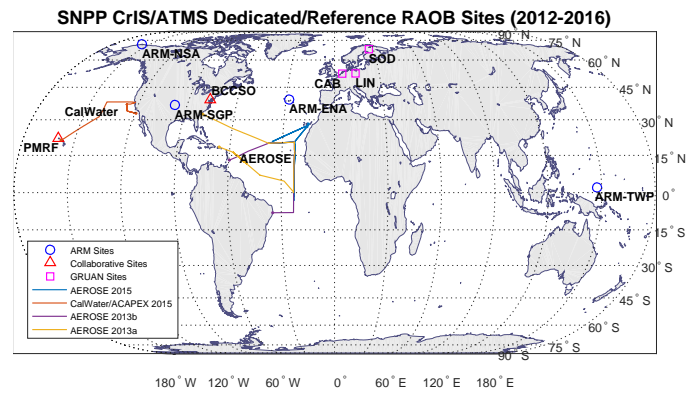 SNPP CrIS/ATMS Dedicated/Reference RAOB Sites (2012-2016)
90° N
75° N
60° N
45° N
30° N
15° N
0°
15° S
30° S
45° S
60° S
75° S
90° S
ARM-NSA
SOD
CAB
LIN
BCCSO
ARM-ENA
CalWater
ARM-SGP
PMRF
AEROSE
ARM-TWP
ARM Sites
Collaborative Sites
GRUAN Sites
AEROSE 2015
CalWater/ACAPEX 2015
AEROSE 2013b
AEROSE 2013a
180° W 120° W 60° W 0° 60° E 120° E 180° E